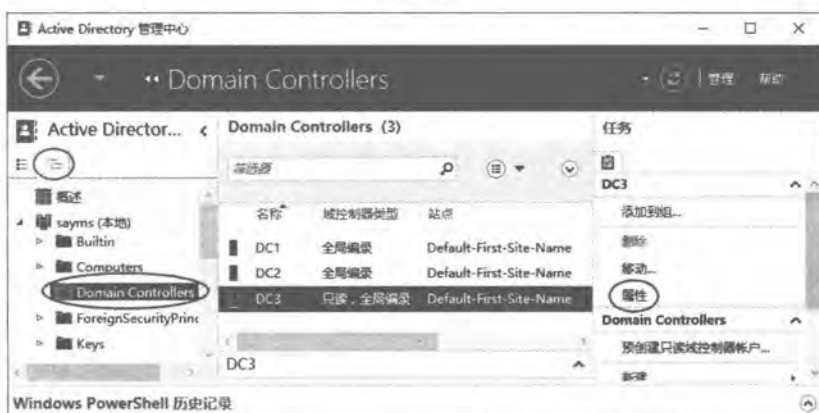 Active Directory 管理中心
Domain Controllers
管理 帮助
Active Director...
概述
sayms (本地)
Builtin
Computers
Domain Controllers
ForeignSecurityPrinc
Keys
Domain Controllers (3)
筛选器
名称 域控制器类型 站点
DC1 全局编录 Default-First-Site-Name
DC2 全局编录 Default-First-Site-Name
DC3 只读，全局编录 Default-First-Site-Name
DC3
任务
DC3
添加到组...
删除
移动...
属性
Domain Controllers
预创建只读域控制器帐户...
新建
Windows PowerShell 历史记录